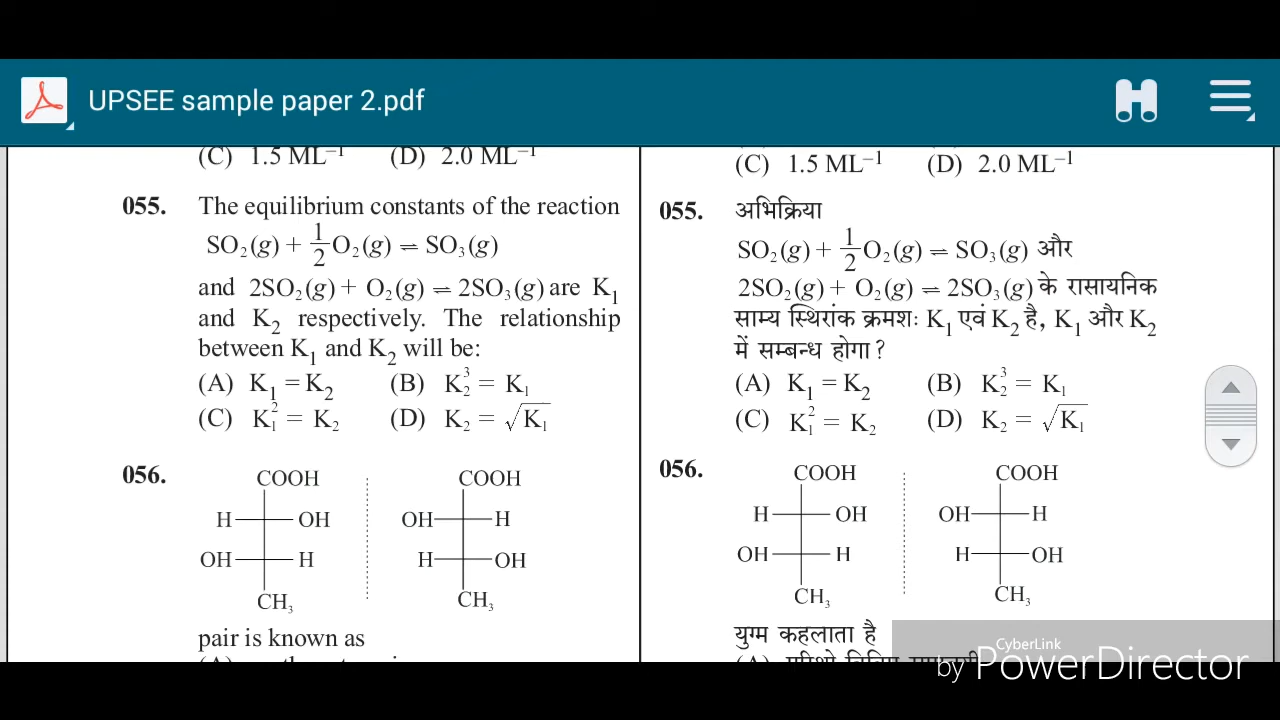 UPSEE sample paper 2.pdf
(C) 1.5 ML⁻¹ (D) 2.0 ML⁻¹
055. The equilibrium constants of the reaction
SO₂(g) + 1/2 O₂(g) ⇌ SO₃(g)
and 2SO₂(g) + O₂(g) ⇌ 2SO₃(g) are K₁
and K₂ respectively. The relationship
between K₁ and K₂ will be:
(A) K₁ = K₂ (B) K₂³ = K₁
(C) K₁² = K₂ (D) K₂ = √K₁
056.
COOH COOH
H OH OH H
OH H H OH
CH₃ CH₃
pair is known as
(C) 1.5 ML⁻¹ (D) 2.0 ML⁻¹
055. अभिक्रिया
SO₂(g) + 1/2 O₂(g) ⇌ SO₃(g) और
2SO₂(g) + O₂(g) ⇌ 2SO₃(g) के रासायनिक
साम्य स्थिरांक क्रमशः K₁ एवं K₂ है, K₁ और K₂
में सम्बन्ध होगा?
(A) K₁ = K₂ (B) K₂³ = K₁
(C) K₁² = K₂ (D) K₂ = √K₁
056.
COOH COOH
H OH OH H
OH H H OH
CH₃ CH₃
युग्म कहलाता है
CyberLink
by PowerDirector